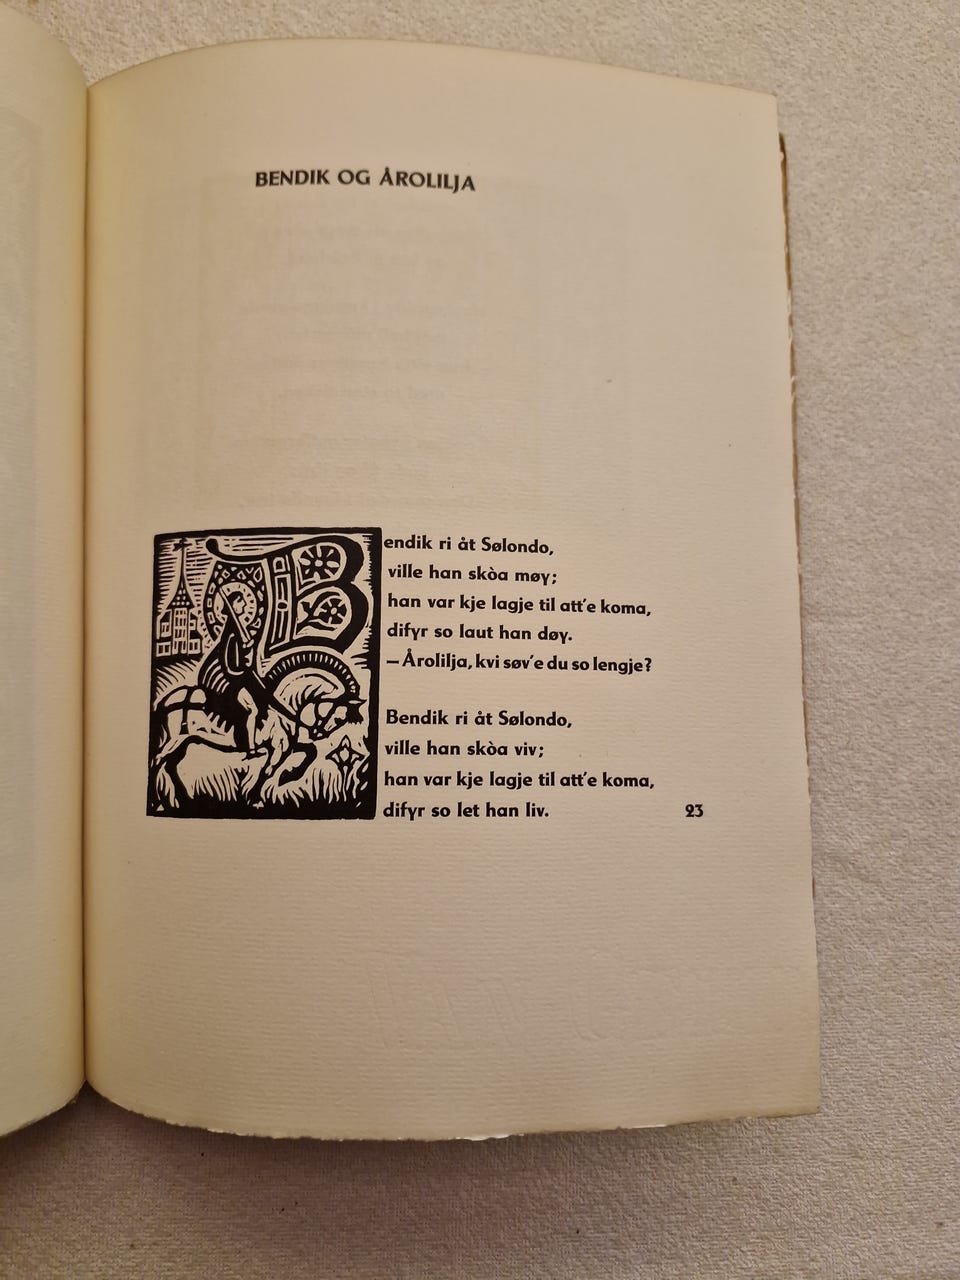 BENDIK OG ÅROLILJA
Bendik ri åt Sølondo,
ville han skòa møy;
han var kje lagje til att'e koma,
difyr so laut han døy.
– Årolilja, kvi søv'e du so lengje?
Bendik ri åt Sølondo,
ville han skòa viv;
han var kje lagje til att'e koma,
difyr so let han liv.
23